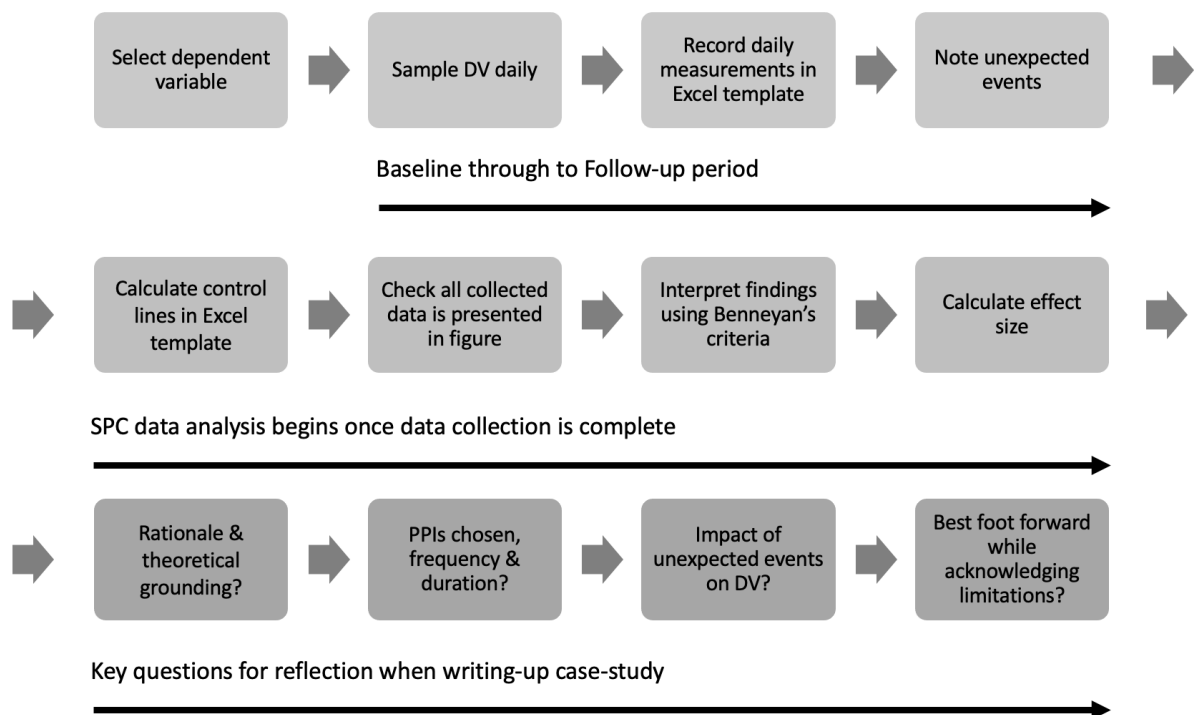 Select dependent
variable
Sample DV daily
Record daily
measurements in
Excel template
Note unexpected
events
Baseline through to Follow-up period
Calculate control
lines in Excel
template
Check all collected
data is presented
in figure
Interpret findings
using Benneyan’s
criteria
Calculate effect
size
SPC data analysis begins once data collection is complete
Rationale &
theoretical
grounding?
PPIs chosen,
frequency &
duration?
Impact of
unexpected events
on DV?
Best foot forward
while
acknowledging
limitations?
Key questions for reflection when writing-up case-study